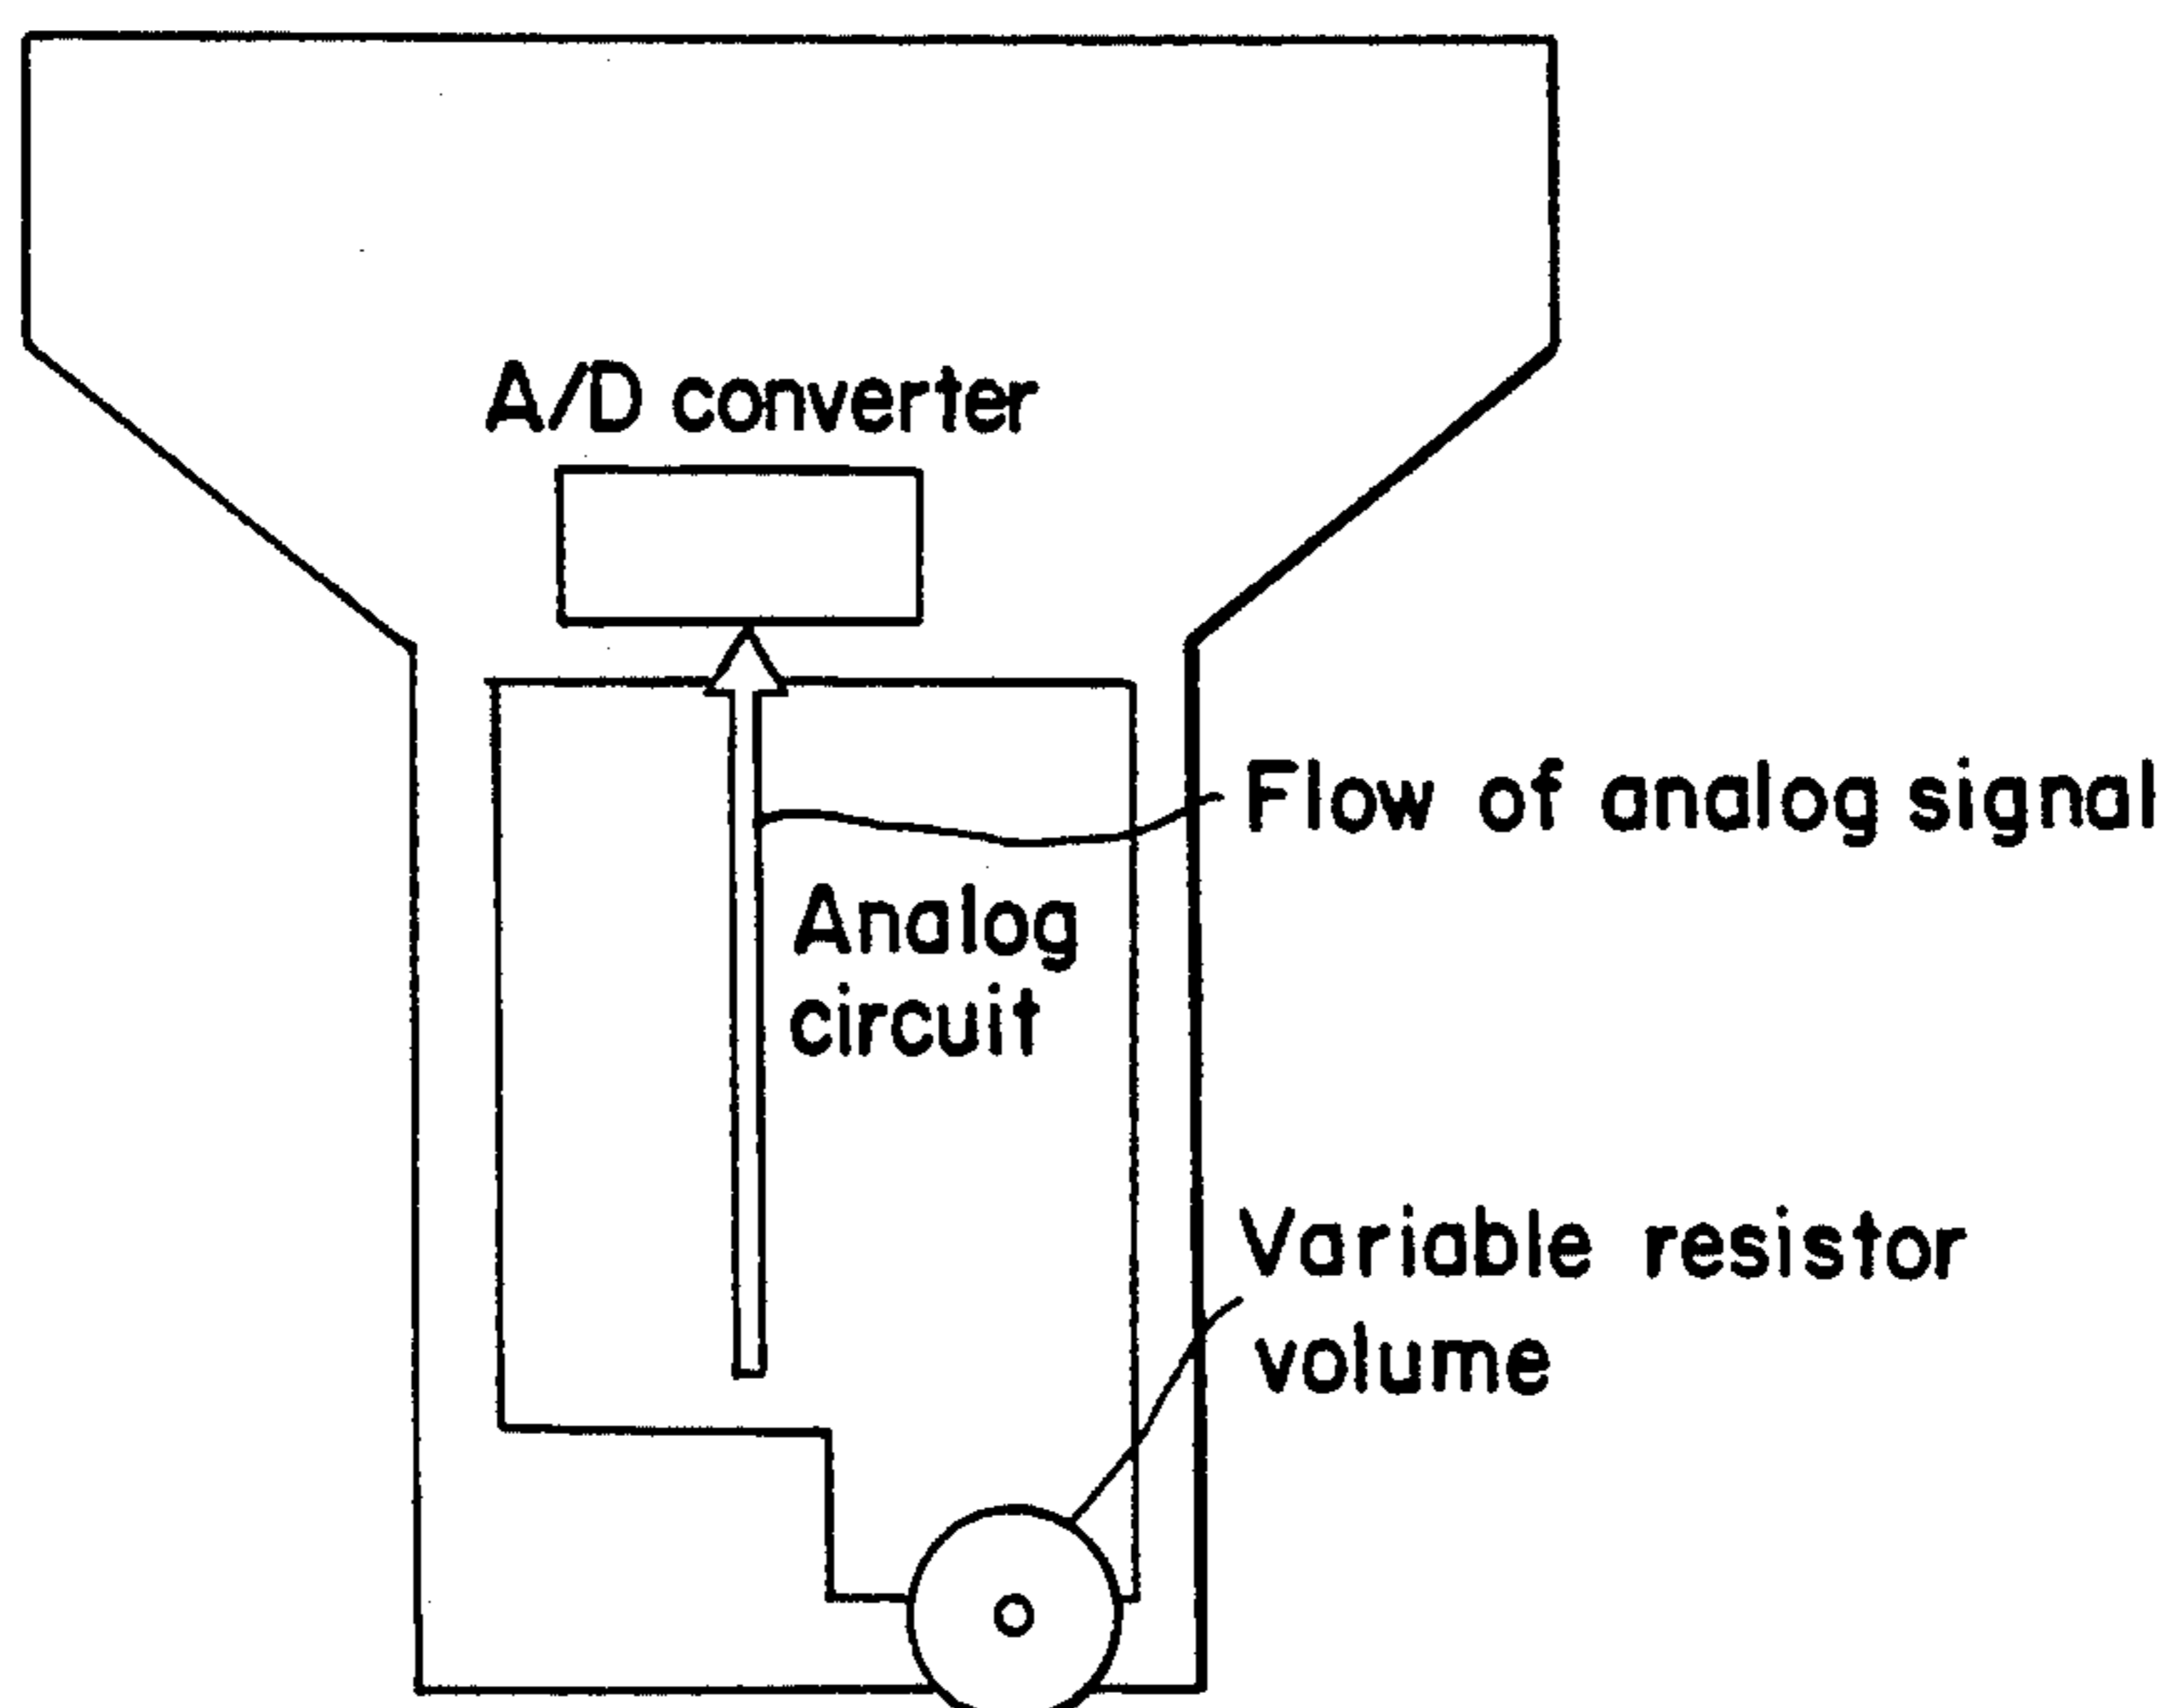 A/D converter
Flow of analog signal
Analog
circuit
Variable resistor
volume